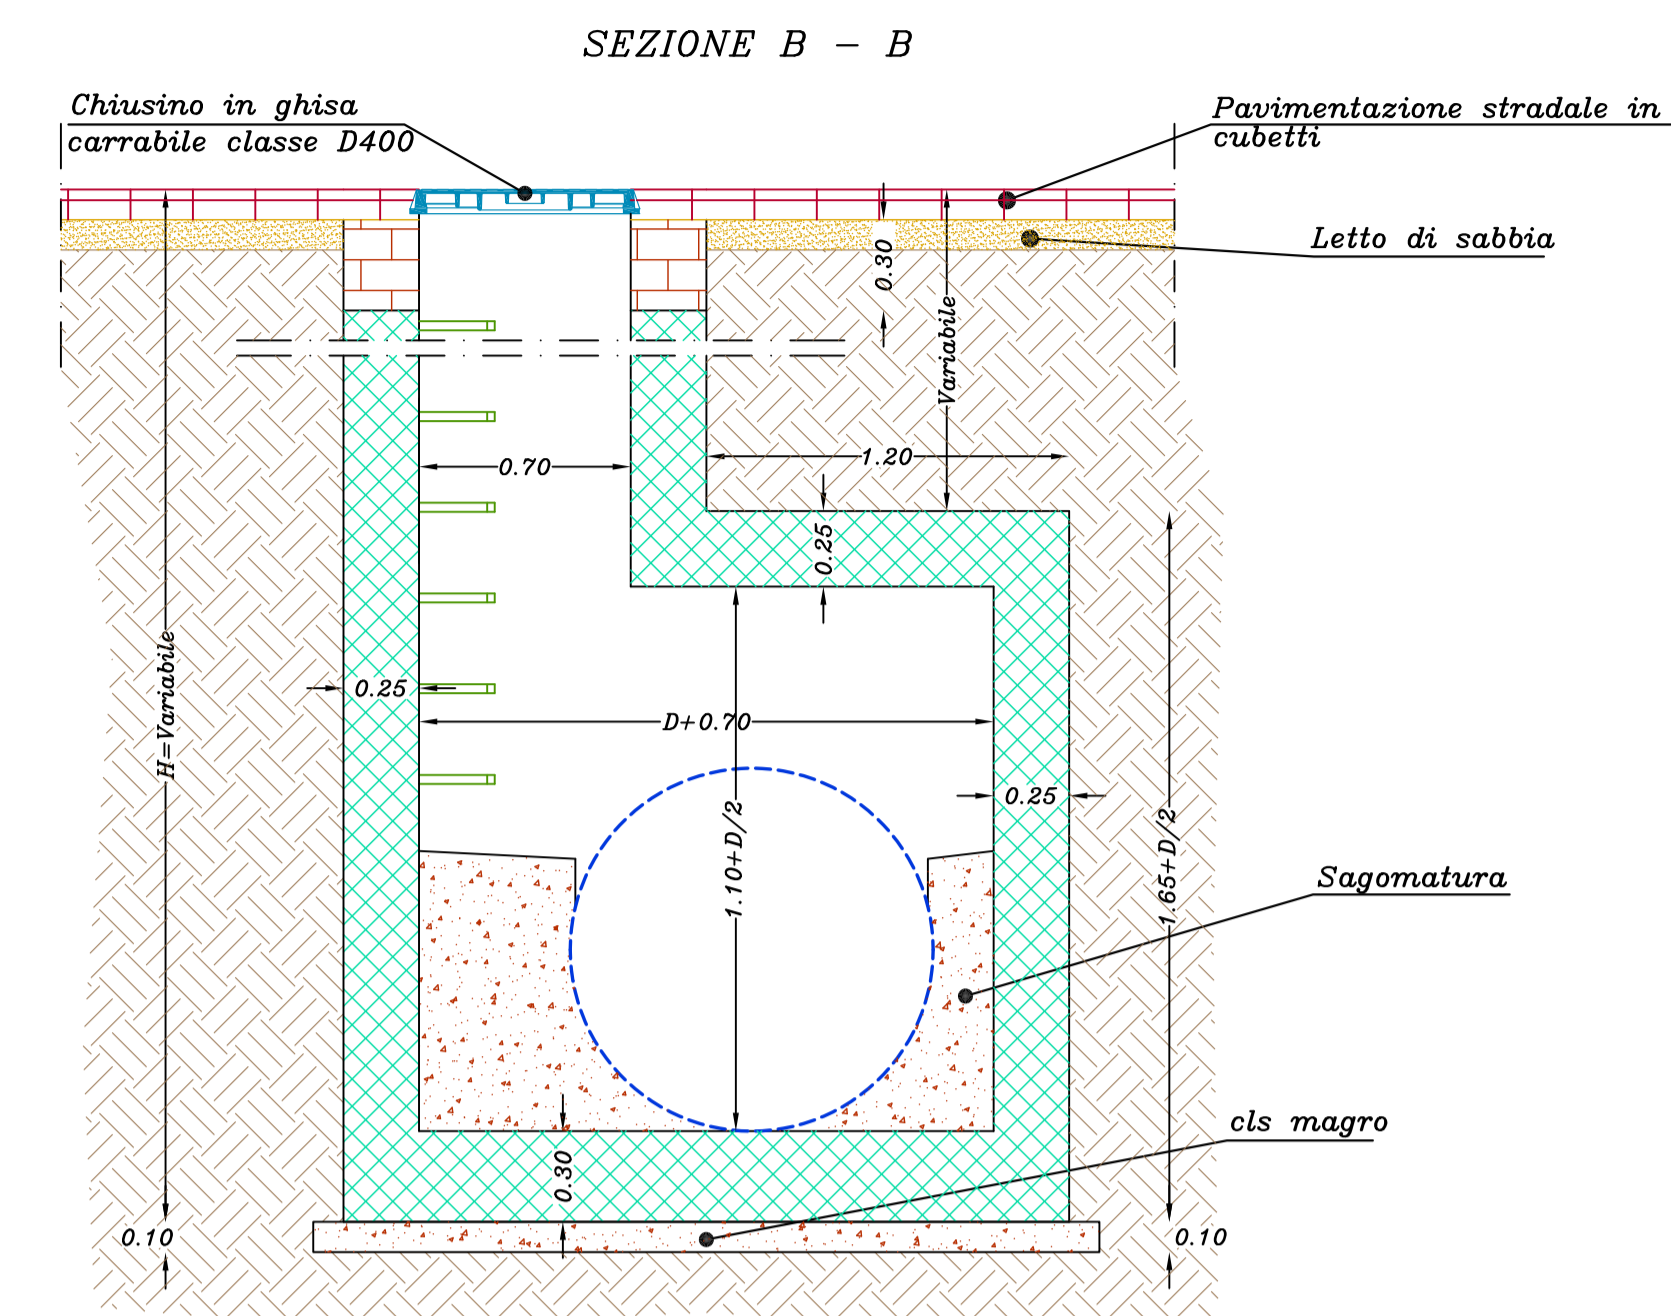 SEZIONE B - B
Chiusino in ghisa
carrabile classe D400
Pavimentazione stradale in
cubetti
Letto di sabbia
0.30
Variabile
1.20
0.70
0.25
H=Variabile
0.25
D+0.70
1.10+D/2
0.25
1.65+D/2
Sagomatura
cls magro
0.30
0.10
0.10